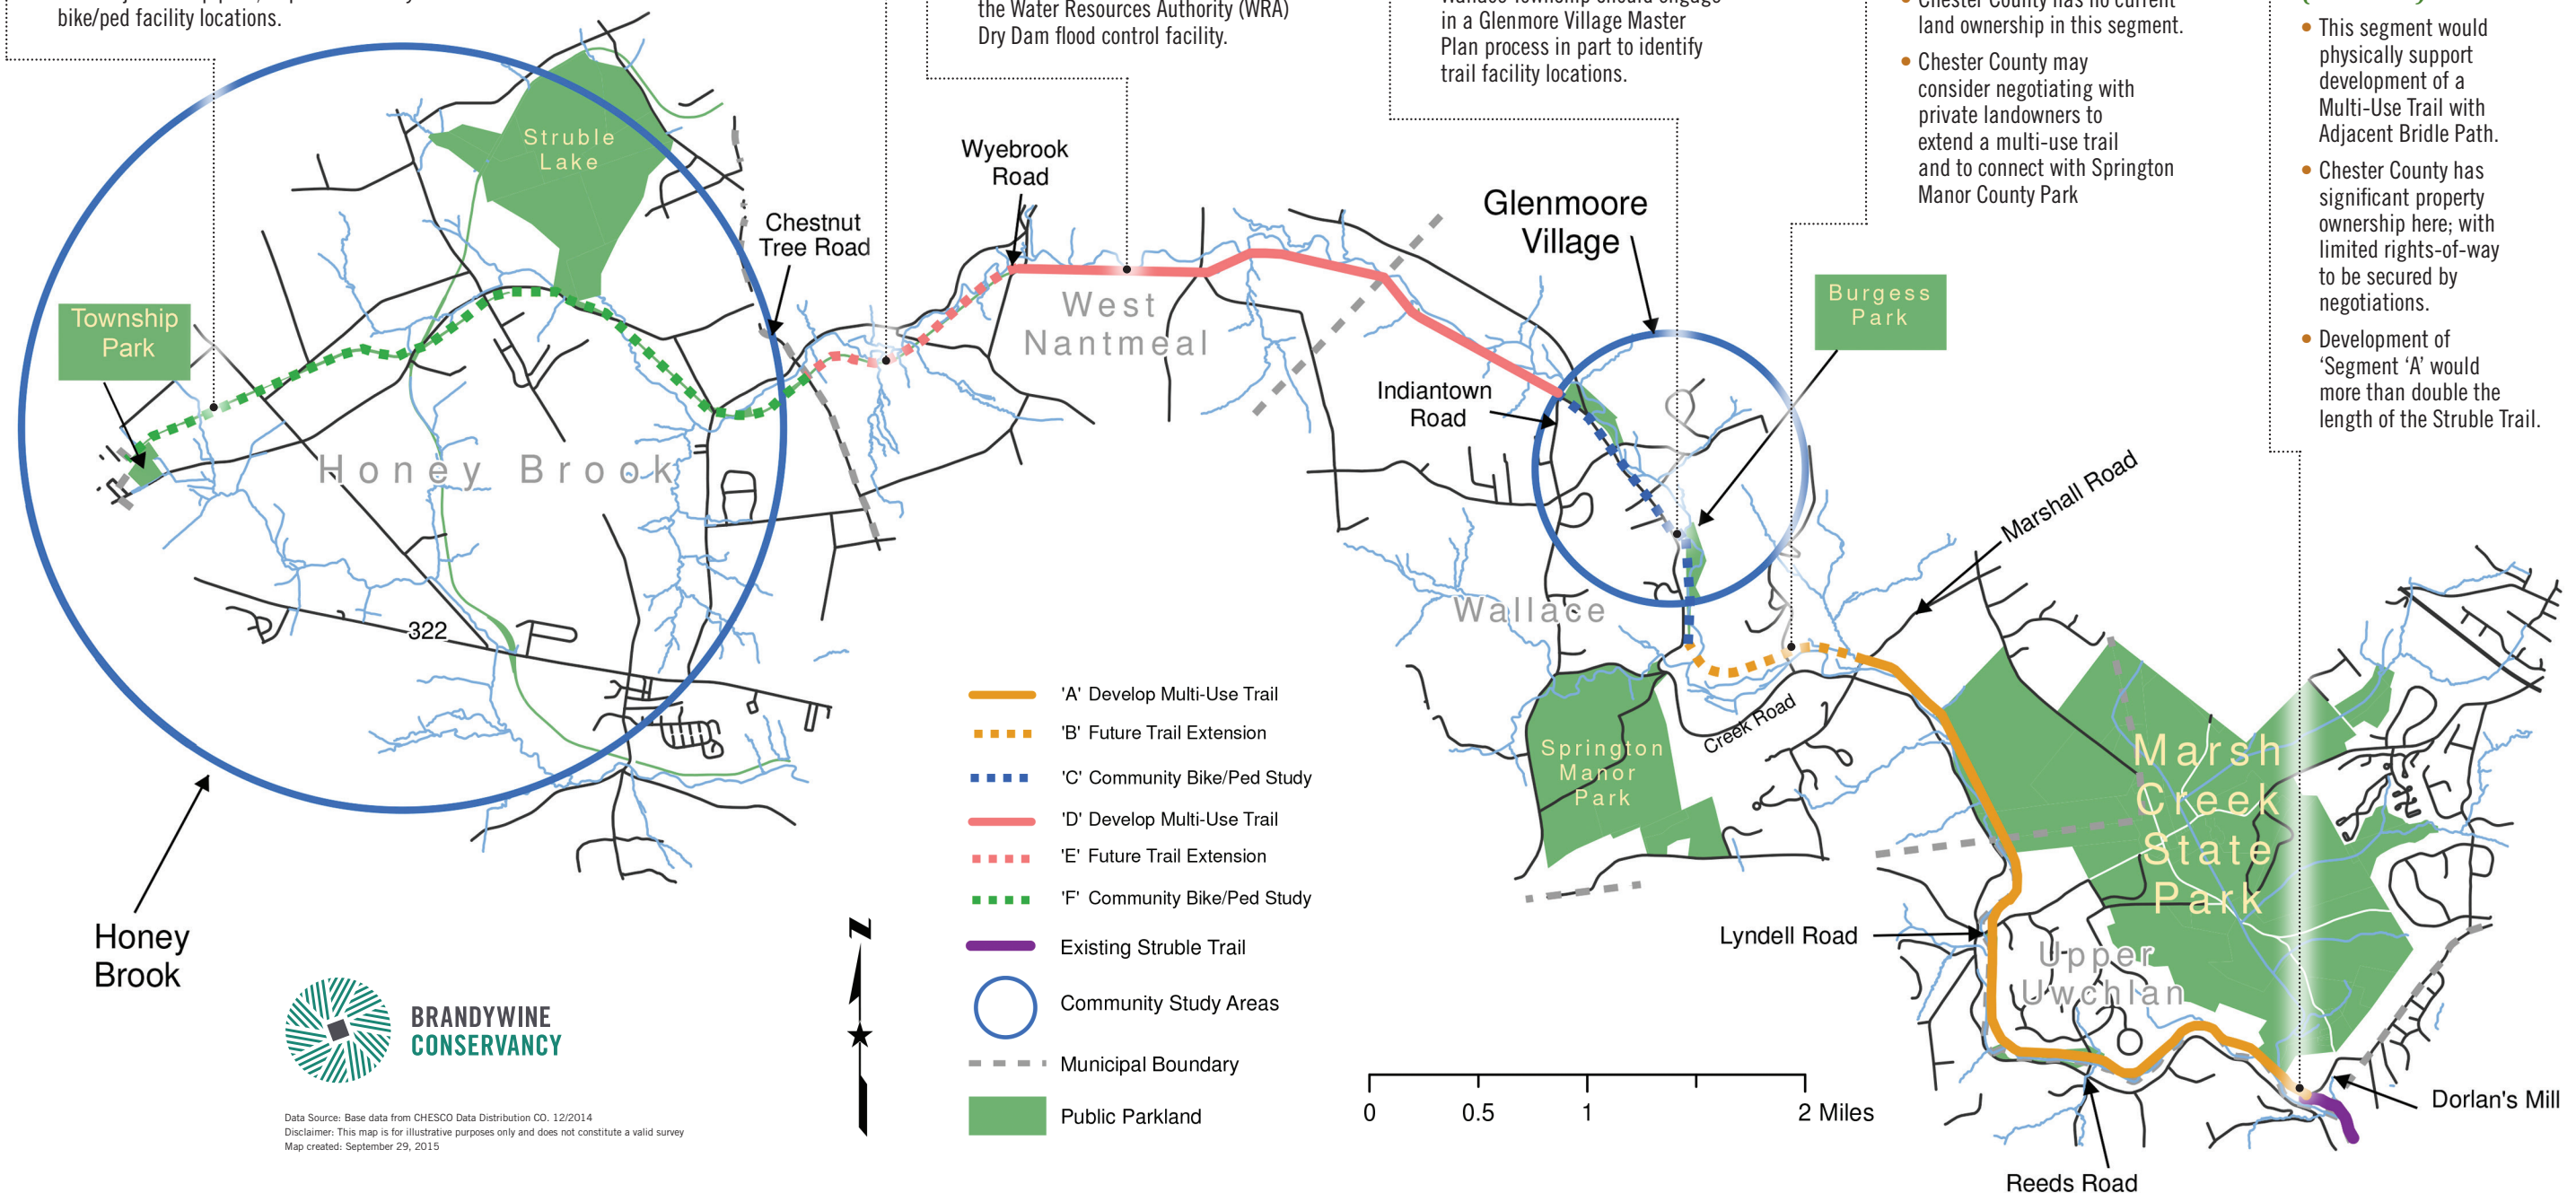 bike/ped facility locations.
the Water Resources Authority (WRA)
Dry Dam flood control facility.
in a Glenmore Village Master
Plan process in part to identify
trail facility locations.
Chester County has no current
land ownership in this segment.
• Chester County may
consider negotiating with
private landowners to
extend a multi-use trail
and to connect with Springton
Manor County Park
• This segment would
physically support
development of a
Multi-Use Trail with
Adjacent Bridle Path.
• Chester County has
significant property
ownership here; with
limited rights-of-way
to be secured by
negotiations.
• Development of
‘Segment ‘A’ would
more than double the
length of the Struble Trail.
Struble
Lake
Township
Park
Chestnut
Tree Road
Wyebrook
Road
West
Nantmeal
Glenmoore
Village
Burgess
Park
Indiantown
Road
Honey Brook
322
Wallace
Marshall Road
Creek Road
Springton
Manor
Park
Marsh
Creek
State
Park
Lyndell Road
Upper
Uwchlan
Dorlan's Mill
Reeds Road
Honey
Brook
'A' Develop Multi-Use Trail
'B' Future Trail Extension
'C' Community Bike/Ped Study
'D' Develop Multi-Use Trail
'E' Future Trail Extension
'F' Community Bike/Ped Study
Existing Struble Trail
Community Study Areas
Municipal Boundary
Public Parkland
N
0 0.5 1 2 Miles
BRANDYWINE
CONSERVANCY
Data Source: Base data from CHESCO Data Distribution CO. 12/2014
Disclaimer: This map is for illustrative purposes only and does not constitute a valid survey
Map created: September 29, 2015